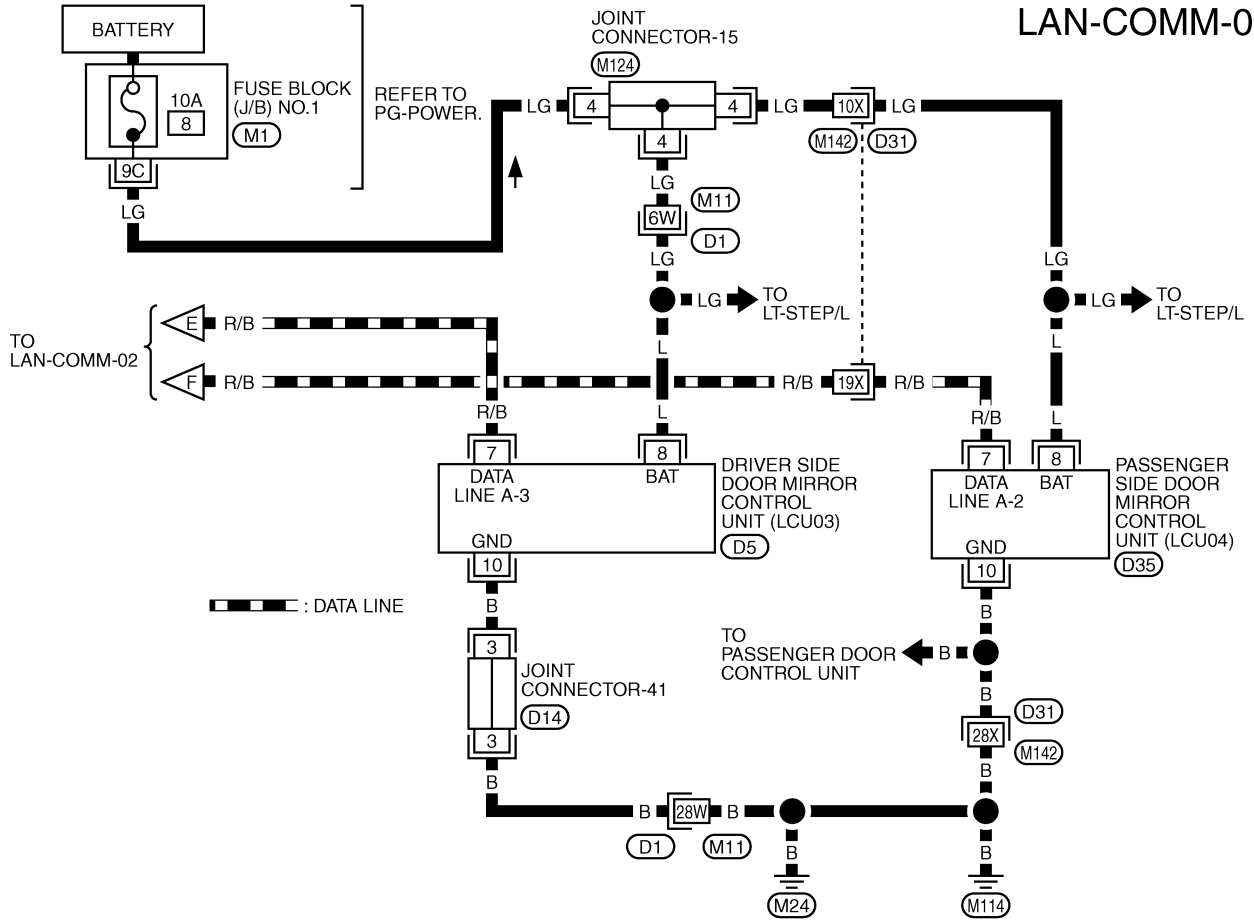 LAN-COMM-0
BATTERY
10A
8
FUSE BLOCK
(J/B) NO.1
M1
9C
LG
REFER TO
PG-POWER.
JOINT
CONNECTOR-15
M124
LG
4
4
LG
10X
LG
M142
D31
4
LG
M11
6W
D1
LG
LG
TO
LT-STEP/L
L
LG
LG
TO
LT-STEP/L
L
TO
LAN-COMM-02
E
R/B
F
R/B
R/B
19X
R/B
R/B
L
R/B
L
7
8
DATA
LINE A-3
BAT
GND
10
DRIVER SIDE
DOOR MIRROR
CONTROL
UNIT (LCU03)
D5
7
8
DATA
LINE A-2
BAT
GND
10
PASSENGER
SIDE DOOR
MIRROR
CONTROL
UNIT (LCU04)
D35
: DATA LINE
B
3
JOINT
CONNECTOR-41
D14
3
B
B
TO
PASSENGER DOOR
CONTROL UNIT
B
B
D31
28X
M142
B
B
28W
B
D1
M11
B
B
M24
M114